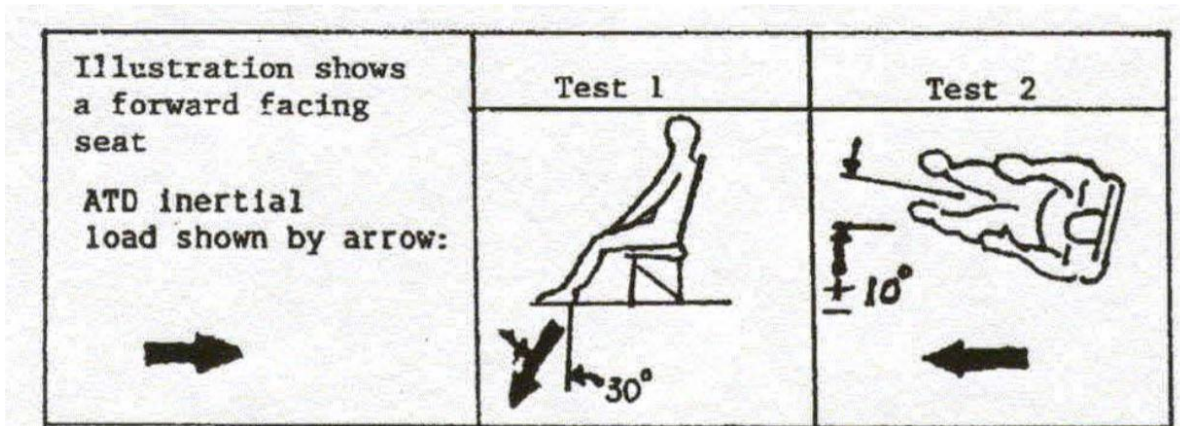 Illustration shows
a forward facing
seat
ATD inertial
load shown by arrow:
Test 1
Test 2
30°
10°